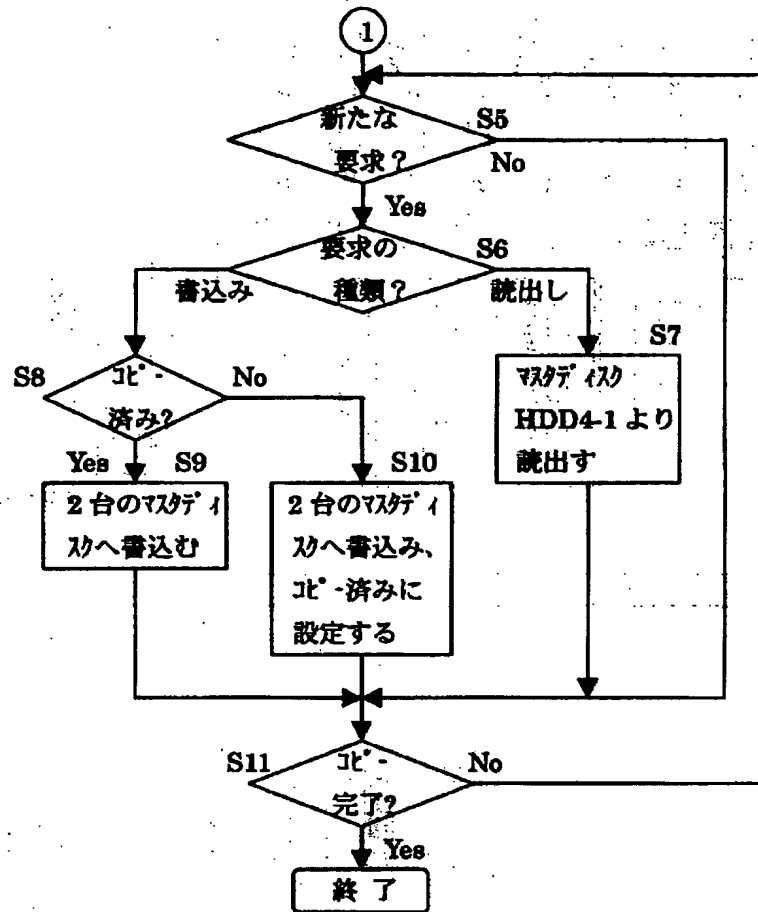 1
新たな
要求?
S5
No
Yes
要求の
種類?
S6
書込み
読出し
S7
マスタディスク
HDD4-1より
読出す
S8
コピー
済み?
No
Yes
S9
2台のマスタディ
スクへ書込む
S10
2台のマスタディ
スクへ書込み、
コピー済みに
設定する
S11
コピー
完了?
No
Yes
終了